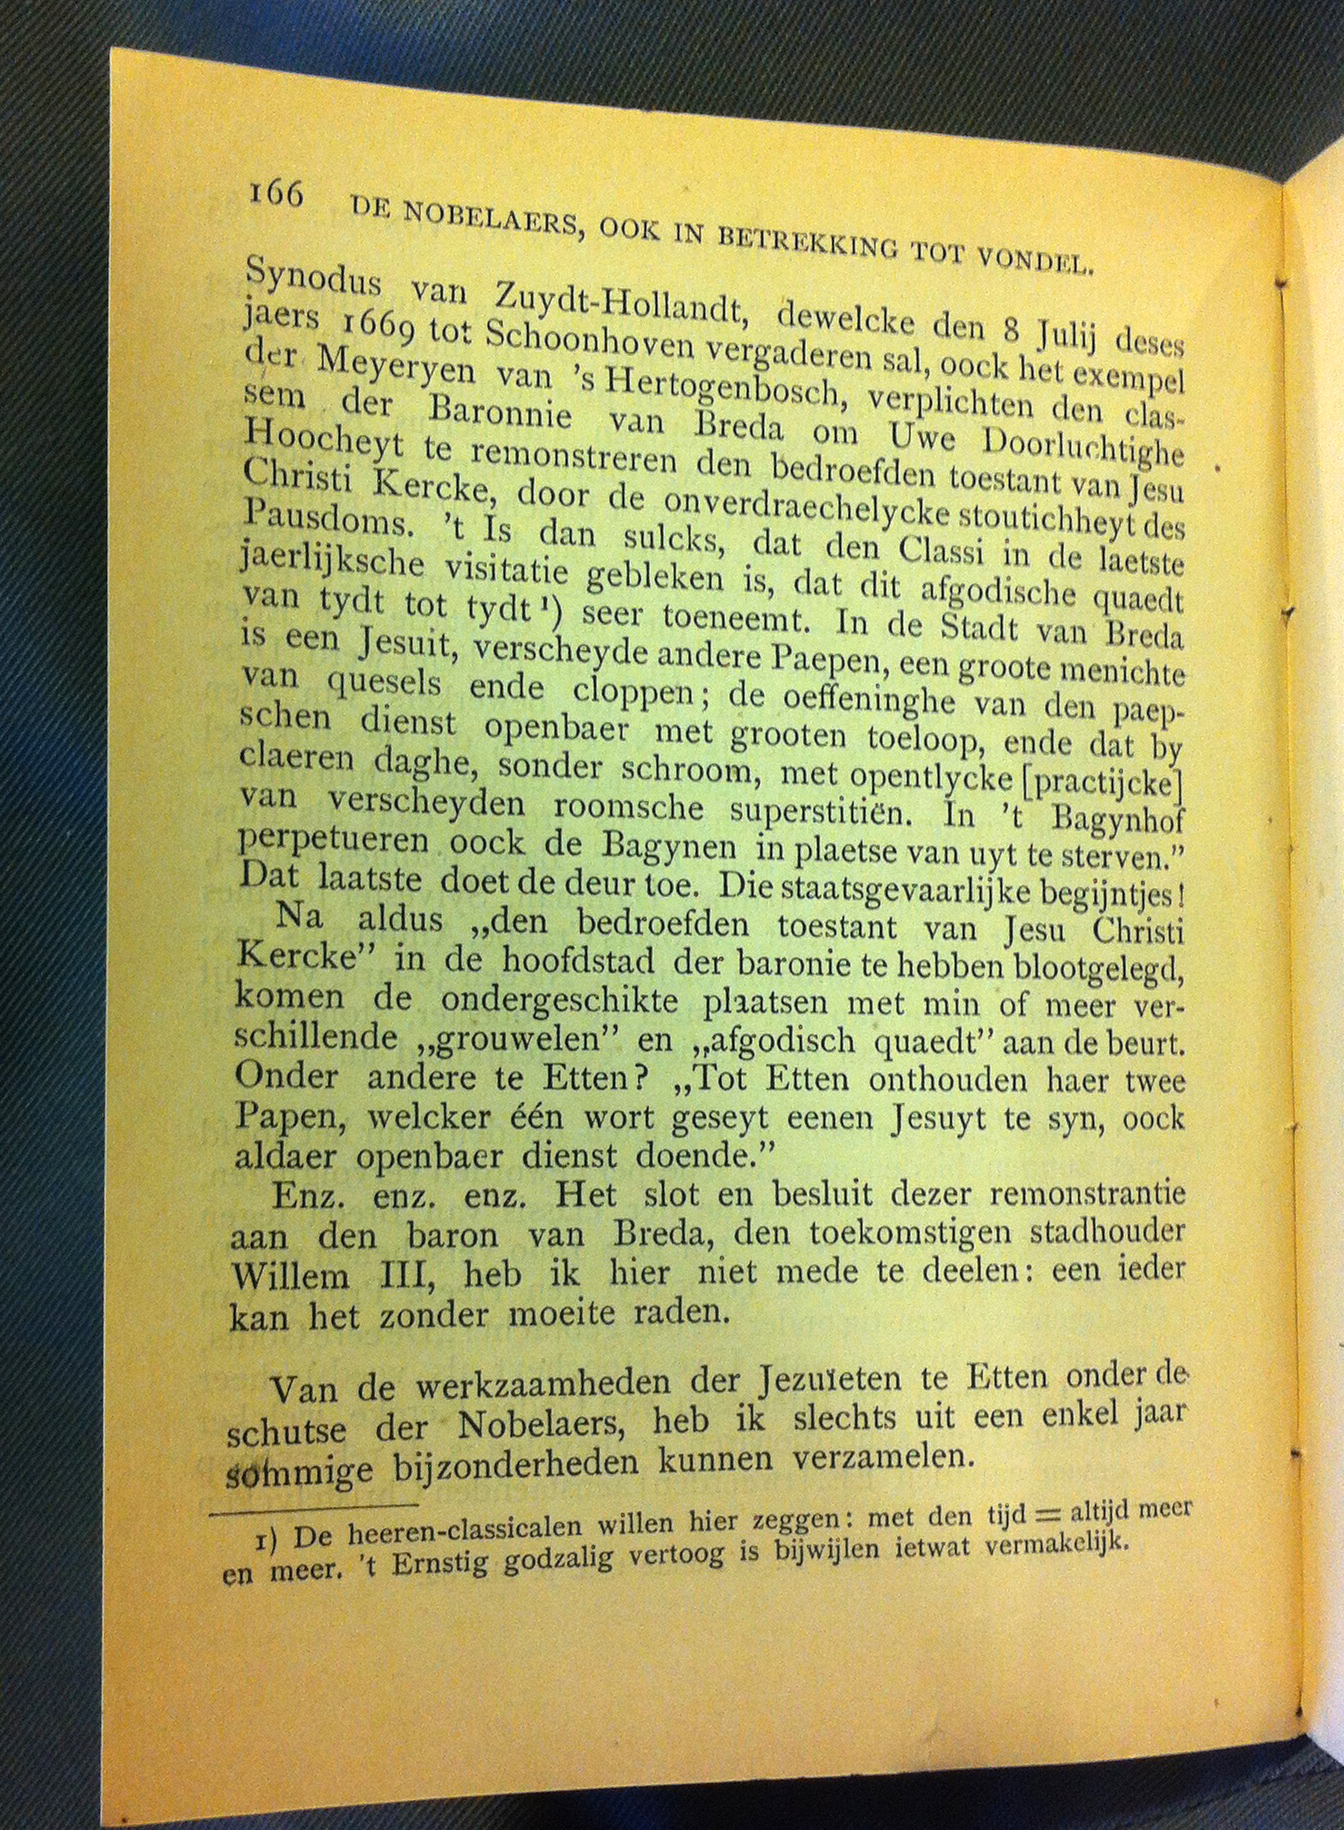 166 DE NOBELAERS, OOK IN BETREKKING TOT VONDEL.
Synodus van Zuydt-Hollandt, dewelcke den 8 Julij deses
jaers 1669 tot Schoonhoven vergaderen sal, oock het exempel
der Meyeryen van 's Hertogenbosch, verplichten den clas-
sem der Baronnie van Breda om Uwe Doorluchtighe
Hoocheyt te remonstreren den bedroefden toestant van Jesu
Christi Kercke, door de onverdraechelycke stoutichheyt des
Pausdoms. 't Is dan sulcks, dat den Classi in de laetste
jaerlijksche visitatie gebleken is, dat dit afgodische quaedt
van tydt tot tydt ¹) seer toeneemt. In de Stadt van Breda
is een Jesuit, verscheyde andere Paepen, een groote menichte
van quesels ende cloppen; de oeffeninghe van den paep-
schen dienst openbaer met grooten toeloop, ende dat by
claeren daghe, sonder schroom, met opentlycke [practijcke]
van verscheyden roomsche superstitiën. In 't Bagynhof
perpetueren oock de Bagynen in plaetse van uyt te sterven.”
Dat laatste doet de deur toe. Die staatsgevaarlijke begijntjes!
Na aldus „den bedroefden toestant van Jesu Christi
Kercke” in de hoofdstad der baronie te hebben blootgelegd,
komen de ondergeschikte plaatsen met min of meer ver-
schillende „grouwelen” en „afgodisch quaedt” aan de beurt.
Onder andere te Etten? „Tot Etten onthouden haer twee
Papen, welcker één wort geseyt eenen Jesuyt te syn, oock
aldaer openbaer dienst doende.”
Enz. enz. enz. Het slot en besluit dezer remonstrantie
aan den baron van Breda, den toekomstigen stadhouder
Willem III, heb ik hier niet mede te deelen: een ieder
kan het zonder moeite raden.
Van de werkzaamheden der Jezuïeten te Etten onder de
schutse der Nobelaers, heb ik slechts uit een enkel jaar
sommige bijzonderheden kunnen verzamelen.
1) De heeren-classicalen willen hier zeggen: met den tijd = altijd meer
en meer. 't Ernstig godzalig vertoog is bijwijlen ietwat vermakelijk.